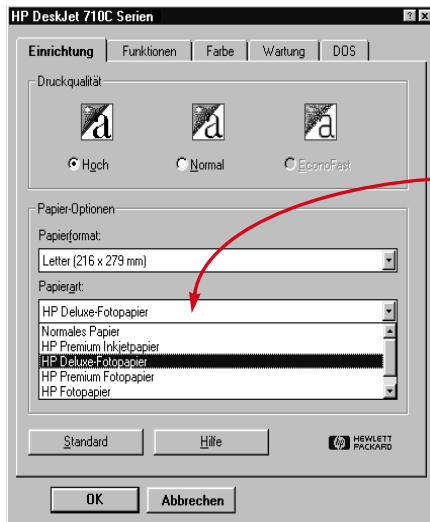 HP DeskJet 710C Serien
Einrichtung Funktionen Farbe Wartung DOS
Druckqualität
a a a
Hoch Normal EconoFast
Papier-Optionen
Papierformat:
Letter (216 x 279 mm)
Papierart:
HP Deluxe-Fotopapier
Normales Papier
HP Premium Inkjetpapier
HP Deluxe-Fotopapier
HP Premium Fotopapier
HP Fotopapier
Standard Hilfe hp HEWLETT
PACKARD
OK Abbrechen